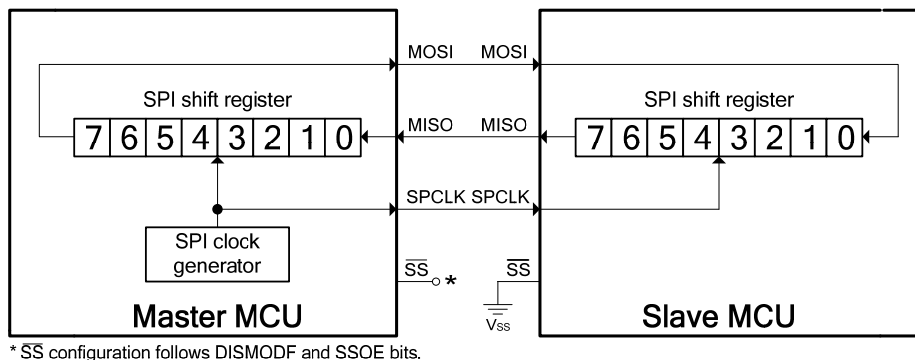 MOSI MOSI
SPI shift register SPI shift register
7 6 5 4 3 2 1 0 MISO MISO 7 6 5 4 3 2 1 0
SPCLK SPCLK
SPI clock
generator
SS * SS
Vss
Master MCU Slave MCU
* SS configuration follows DISMODF and SSOE bits.